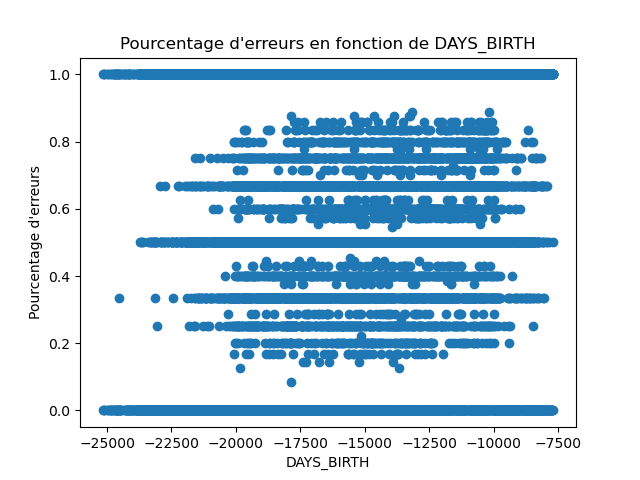 Pourcentage d'erreurs en fonction de DAYS_BIRTH
1.0
0.8
0.6
0.4
0.2
0.0
Pourcentage d'erreurs
−25000 −22500 −20000 −17500 −15000 −12500 −10000 −7500
DAYS_BIRTH